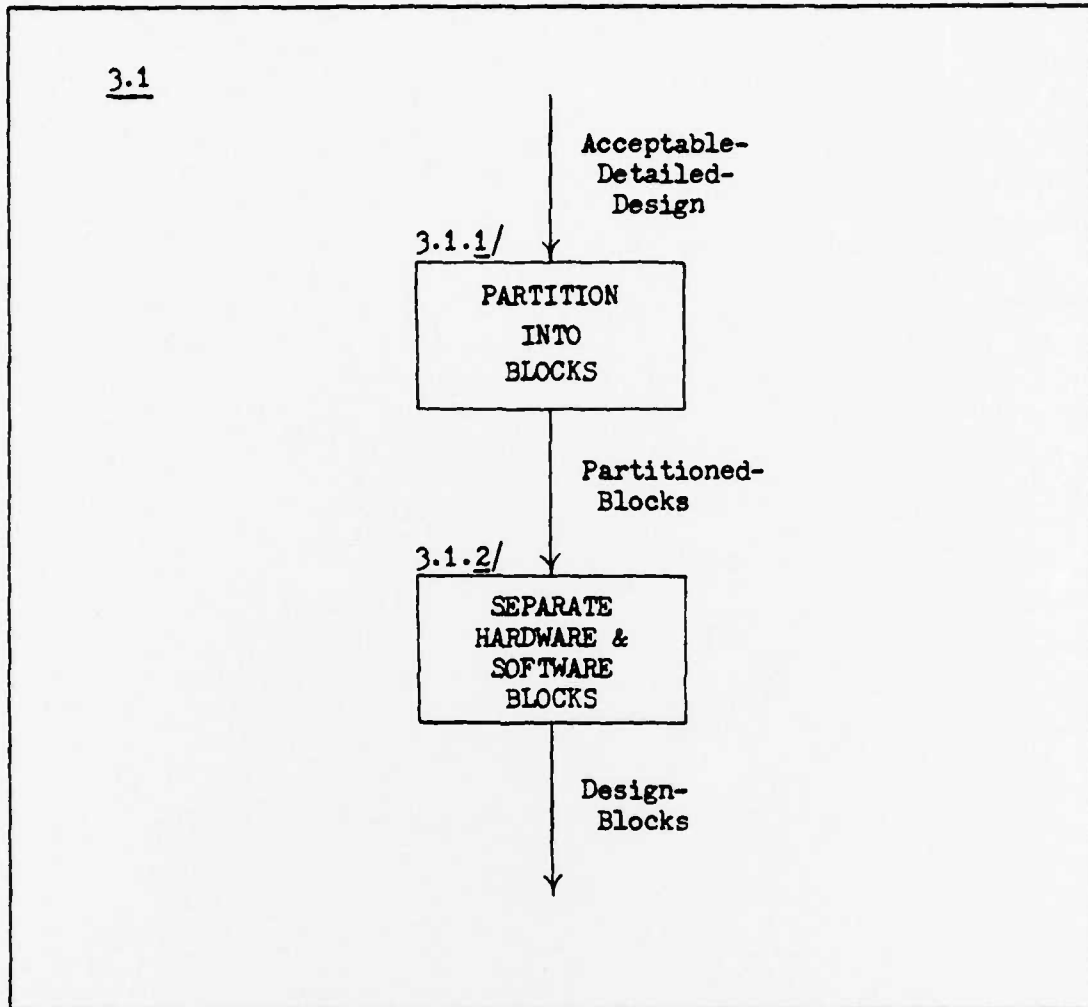 3.1
Acceptable-
Detailed-
Design
3.1.1/
PARTITION
INTO
BLOCKS
Partitioned-
Blocks
3.1.2/
SEPARATE
HARDWARE &
SOFTWARE
BLOCKS
Design-
Blocks